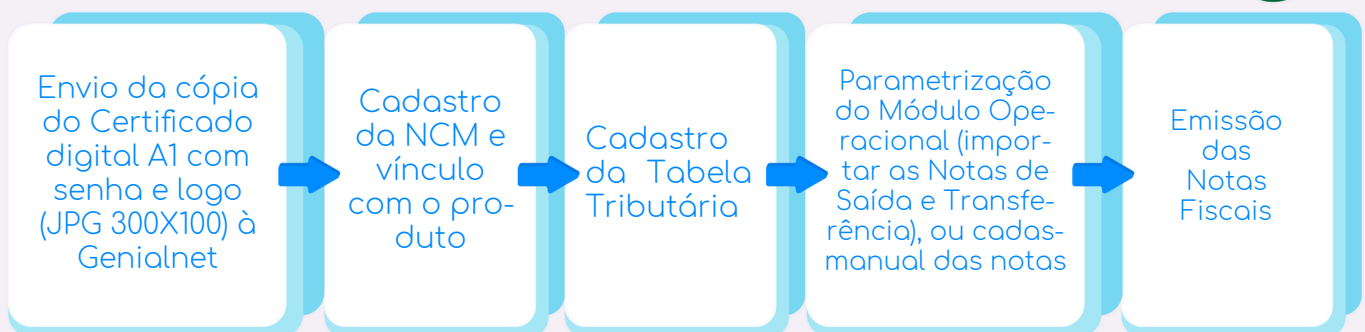 Envio da cópia
do Certificado
digital A1 com
senha e logo
(JPG 300X100) à
Genialnet
Cadastro
da NCM e
vínculo
com o pro-
duto
Cadastro
da Tabela
Tributária
Parametrização
do Módulo Ope-
racional (impor-
tar as Notas de
Saída e Transfe-
rência), ou cadas-
manual das notas
Emissão
das
Notas
Fiscais